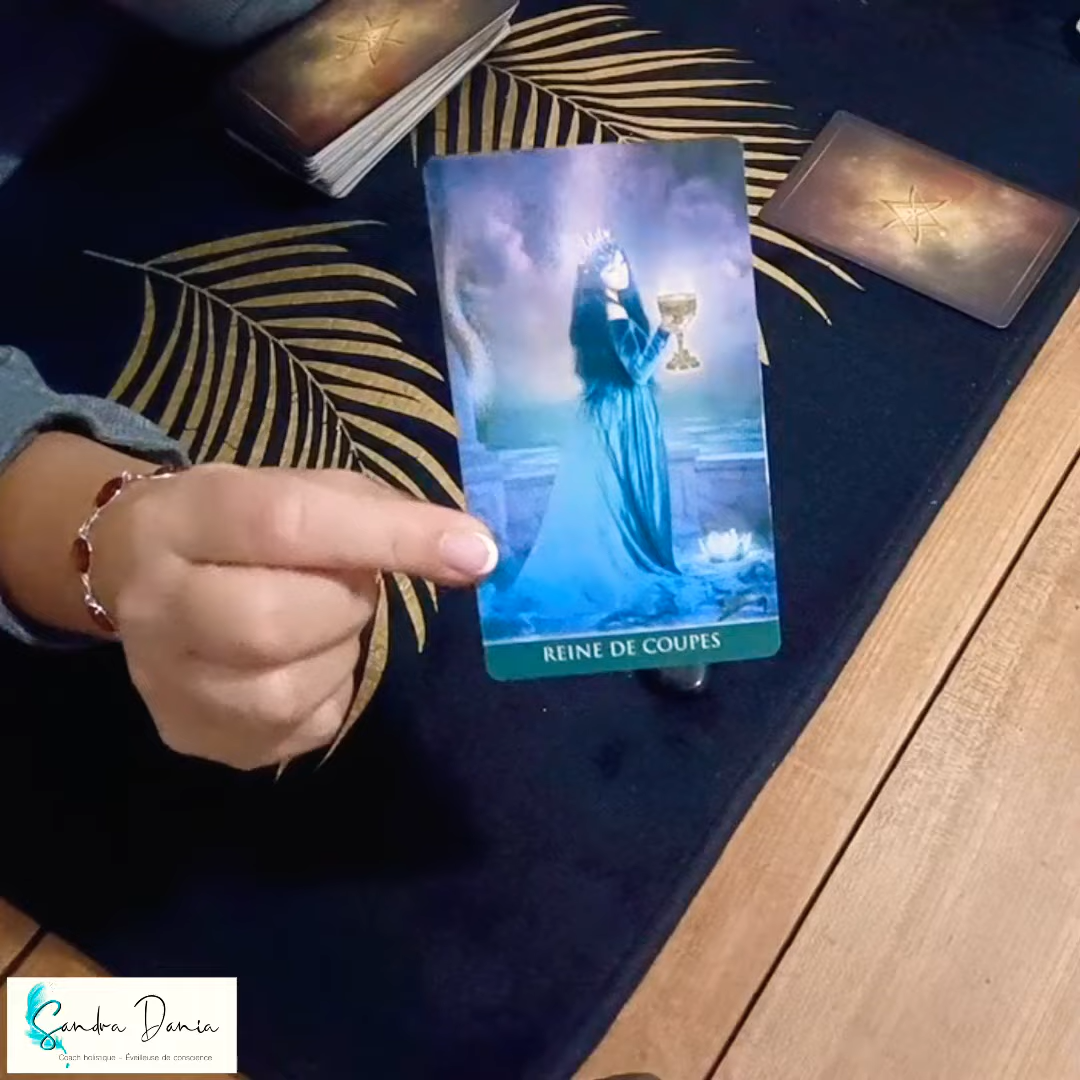 REINE DE COUPES
Sandra Dania
Coach holistique - Éveilleuse de conscience